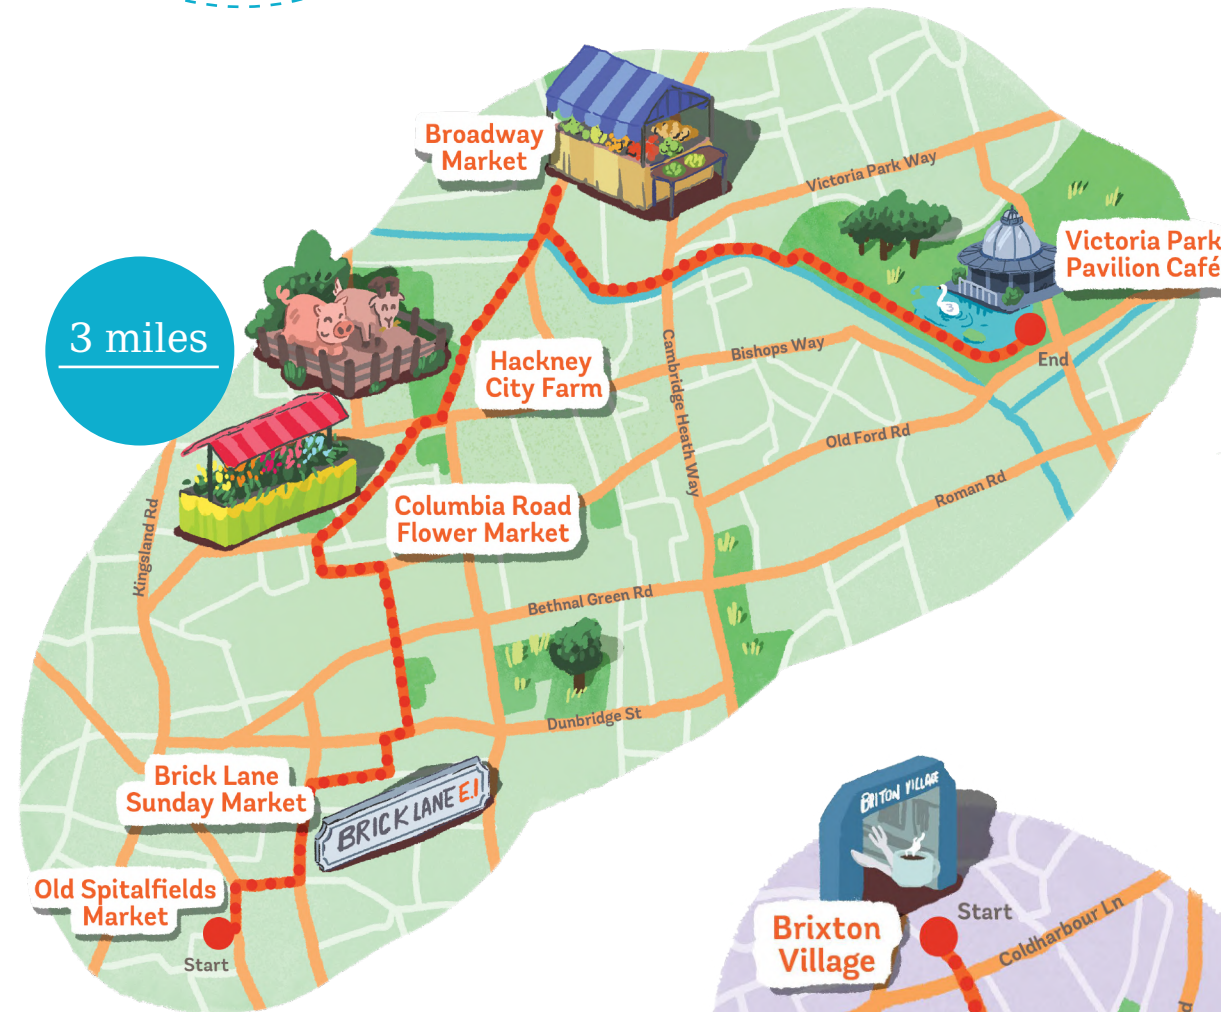 Broadway
Market
Victoria Park Way
Victoria Park
Pavilion Café
3 miles
3
End
Hackney
City Farm
Cambridge Heath Way
Bishops Way
Old Ford Rd
Roman Rd
Kingsland Rd
Columbia Road
Flower Market
Bethnal Green Rd
Dunbridge St
Brick Lane
Sunday Market
BRICK LANE E.1
Old Spitalfields
Market
Start
BRITON VILLAGE
Brixton
Village
Start
Coldharbour Ln